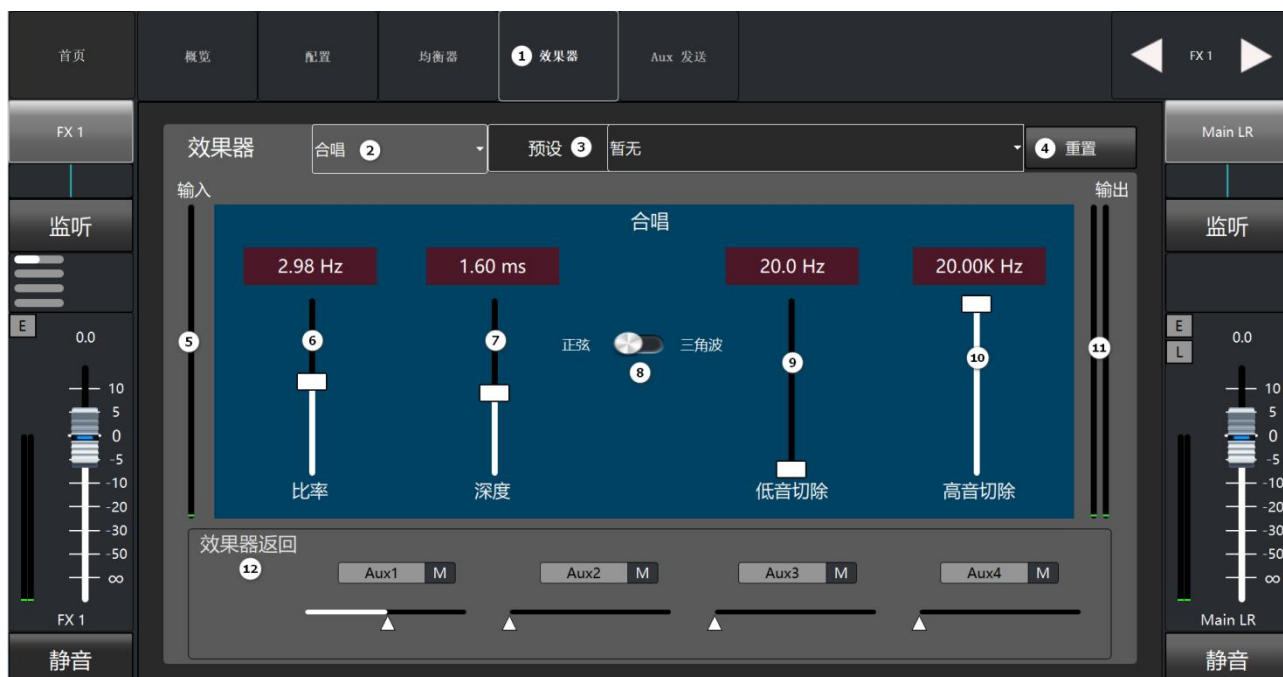 首页 概览 配置 均衡器 1 效果器 Aux 发送 FX 1
FX 1
监听
E
0.0
10
5
0
-5
-10
-20
-30
-50
∞
FX 1
静音
效果器 合唱 2 预设 3 暂无 4 重置
输入 输出
合唱
2.98 Hz 1.60 ms 20.0 Hz 20.00K Hz
5 6 7 正弦 8 三角波 9 10 11
比率 深度 低音切除 高音切除
效果器返回
12 Aux1 M Aux2 M Aux3 M Aux4 M
Main LR
监听
E
L
0.0
10
5
0
-5
-10
-20
-30
-50
∞
Main LR
静音